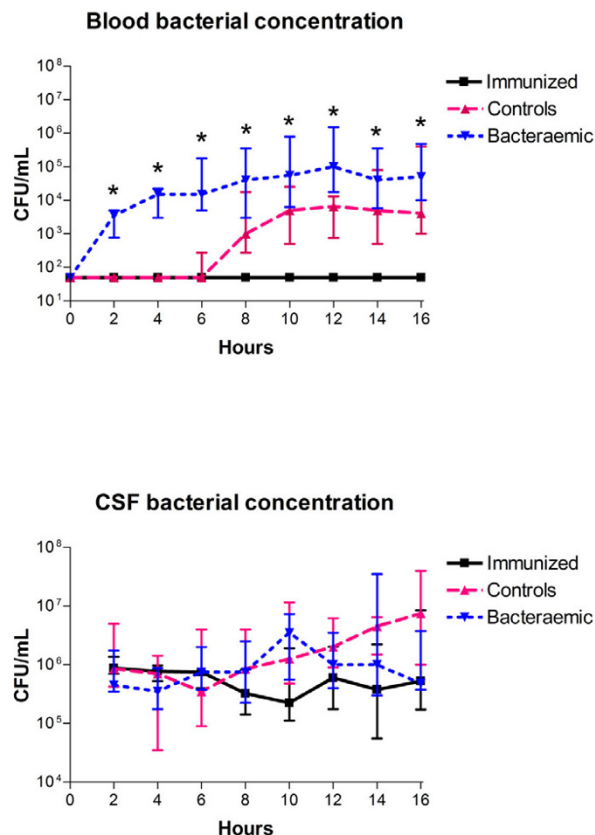 Blood bacterial concentration
10⁸
10⁷
10⁶
10⁵
10⁴
10³
10²
10¹
CFU/mL
* * * * * * * *
0 2 4 6 8 10 12 14 16
Hours
Immunized
Controls
Bacteraemic
CSF bacterial concentration
10⁸
10⁷
10⁶
10⁵
10⁴
CFU/mL
0 2 4 6 8 10 12 14 16
Hours
Immunized
Controls
Bacteraemic